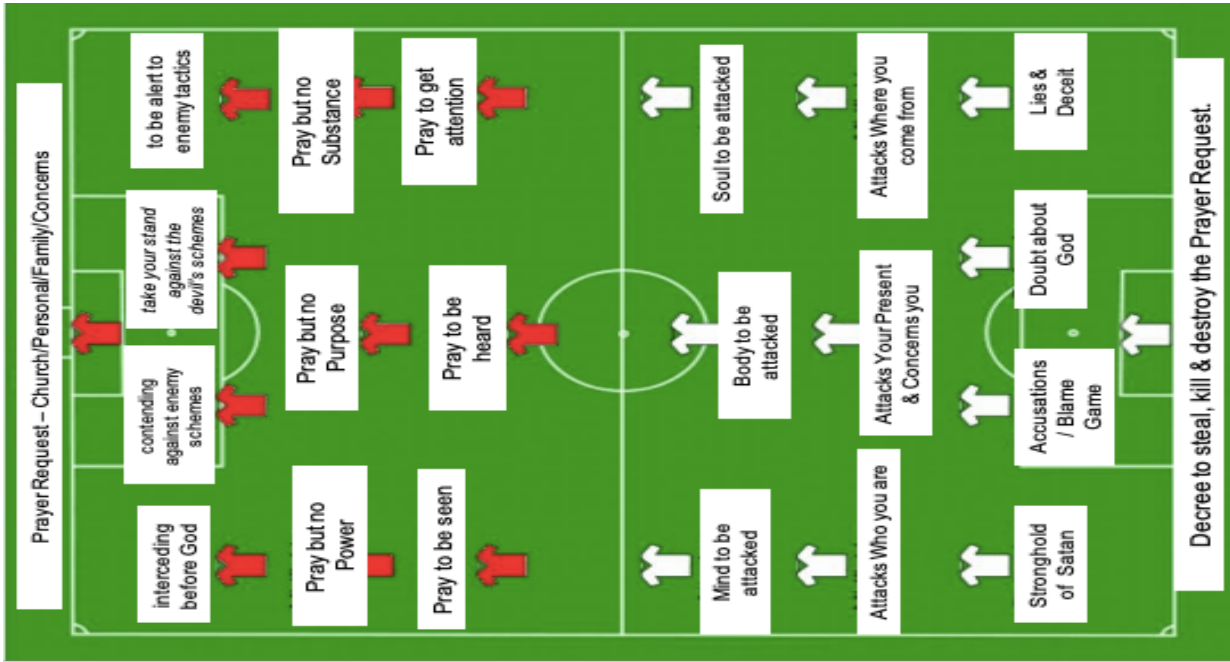 Prayer Request – Church/Personal/Family/Concerns
interceding
before God
contending
against enemy
schemes
take your stand
against the
devil's schemes
to be alert to
enemy tactics
Pray but no
Power
Pray but no
Purpose
Pray but no
Substance
Pray to be seen
Pray to be
heard
Pray to get
attention
Mind to be
attacked
Body to be
attacked
Soul to be attacked
Attacks Who you are
Attacks Your Present
& Concerns you
Attacks Where you
come from
Stronghold
of Satan
Accusations
/ Blame
Game
Doubt about
God
Lies &
Deceit
Decree to steal, kill & destroy the Prayer Request.